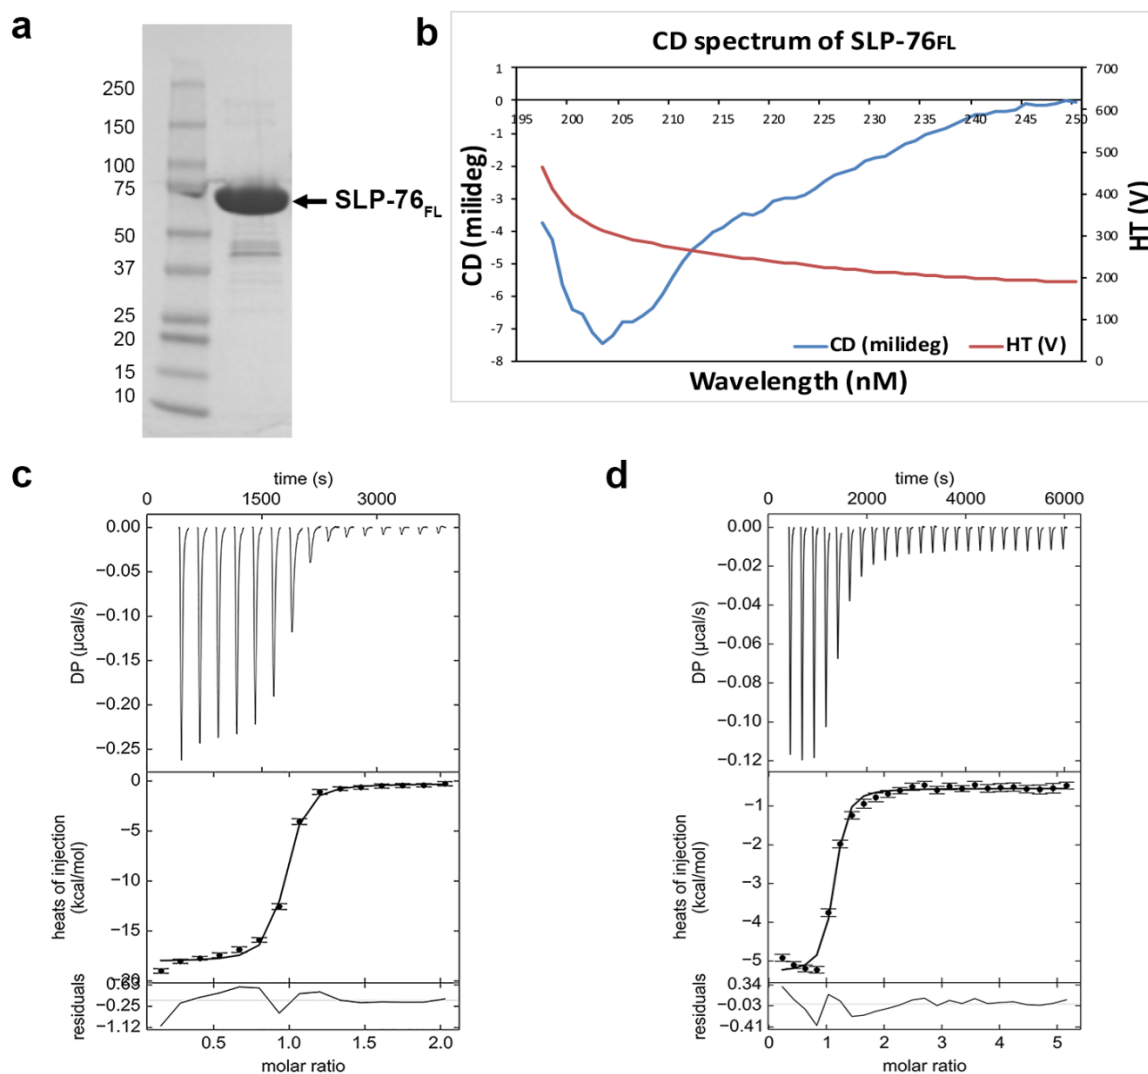 a
250
150
100
75
50
37
25
20
15
10
SLP-76FL
b
CD spectrum of SLP-76FL
1
0
-1
-2
-3
-4
-5
-6
-7
-8
195 200 205 210 215 220 225 230 235 240 245 250
700
600
500
400
300
200
100
0
CD (milideg)
HT (V)
CD (milideg) HT (V)
Wavelength (nM)
c
time (s)
0 1500 3000
0.00
−0.05
−0.10
−0.15
−0.20
−0.25
DP (µcal/s)
0
−5
−10
−15
−20
heats of injection
(kcal/mol)
0.63
−0.25
−1.12
residuals
0.5 1.0 1.5 2.0
molar ratio
d
time (s)
0 2000 4000 6000
0.00
−0.02
−0.04
−0.06
−0.08
−0.10
−0.12
DP (µcal/s)
−1
−2
−3
−4
−5
heats of injection
(kcal/mol)
0.34
−0.03
−0.41
residuals
0 1 2 3 4 5
molar ratio